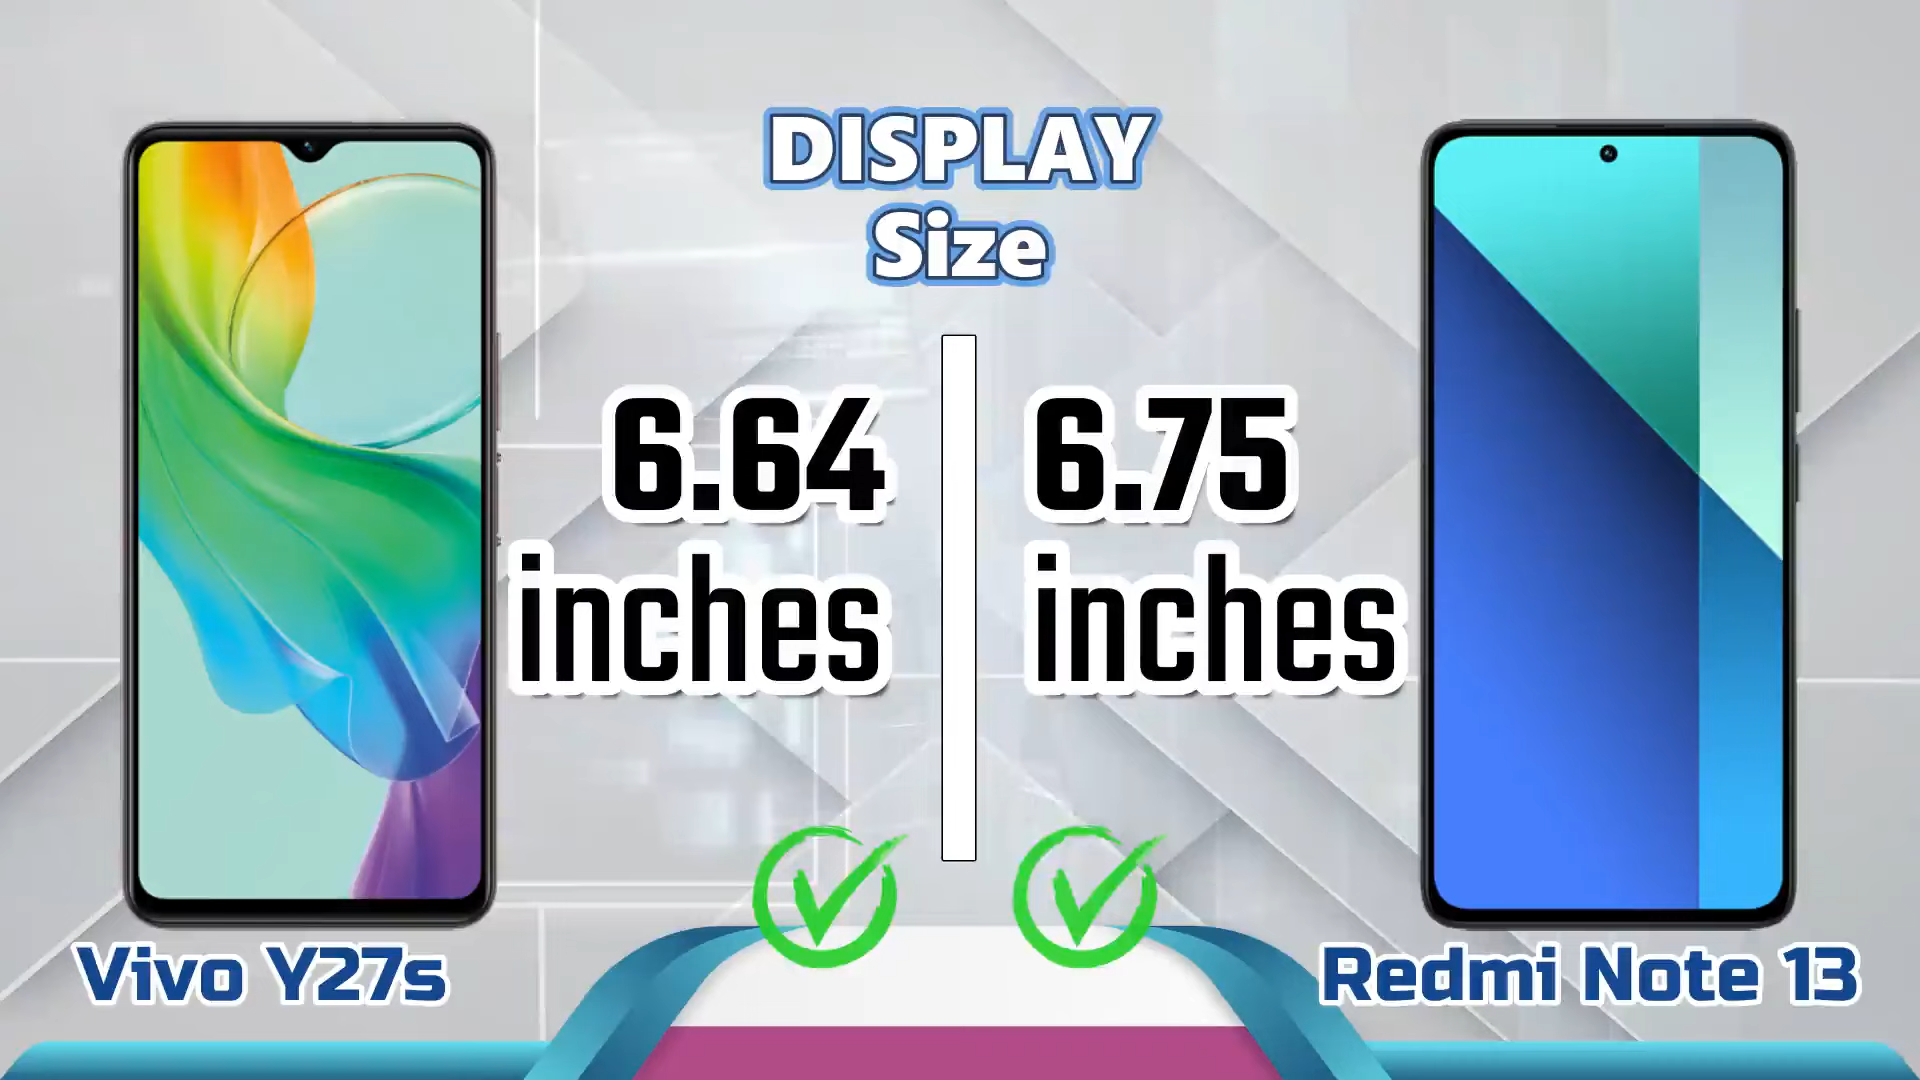 DISPLAY
Size
6.64
inches
6.75
inches
Vivo Y27s
Redmi Note 13